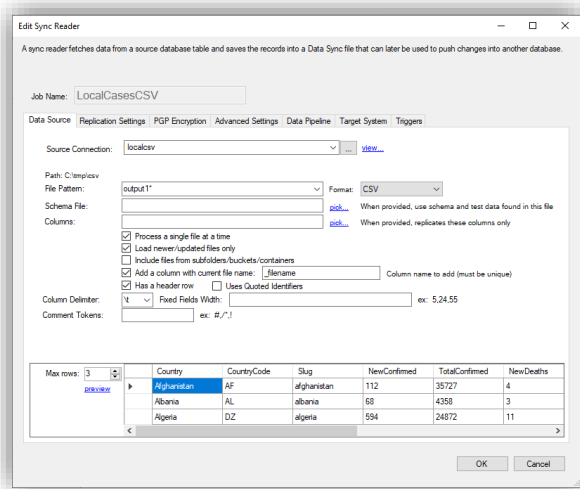 Edit Sync Reader
A sync reader fetches data from a source database table and saves the records into a Data Sync file that can later be used to push changes into another database.
Job Name: LocalCasesCSV
Data Source Replication Settings PGP Encryption Advanced Settings Data Pipeline Target System Triggers
Source Connection: localcsv ... view...
Path: C:\tmp\csv
File Pattern: output1* Format: CSV
Schema File: pick... When provided, use schema and test data found in this file
Columns: pick... When provided, replicates these columns only
Process a single file at a time
Load newer/updated files only
Include files from subfolders/buckets/containers
Add a column with current file name: _filename Column name to add (must be unique)
Has a header row Uses Quoted Identifiers
Column Delimiter: \t Fixed Fields Width: ex: 5,24,55
Comment Tokens: ex: #,/*,!
Max rows: 3 Country CountryCode Slug NewConfirmed TotalConfirmed NewDeaths
preview Afghanistan AF afghanistan 112 35727 4
Albania AL albania 68 4358 3
Algeria DZ algeria 594 24872 11
OK Cancel